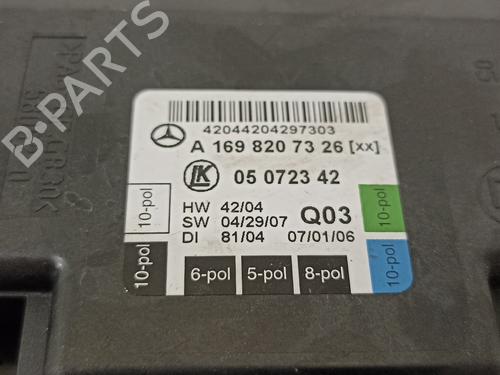 42044204297303
A 169 820 73 26 [xx]
LK
05 0723 42
HW 42/04
SW 04/29/07 Q03
DI 81/04 07/01/06
10-pol
10-pol
10-pol
10-pol
6-pol 5-pol 8-pol
B-PARTS